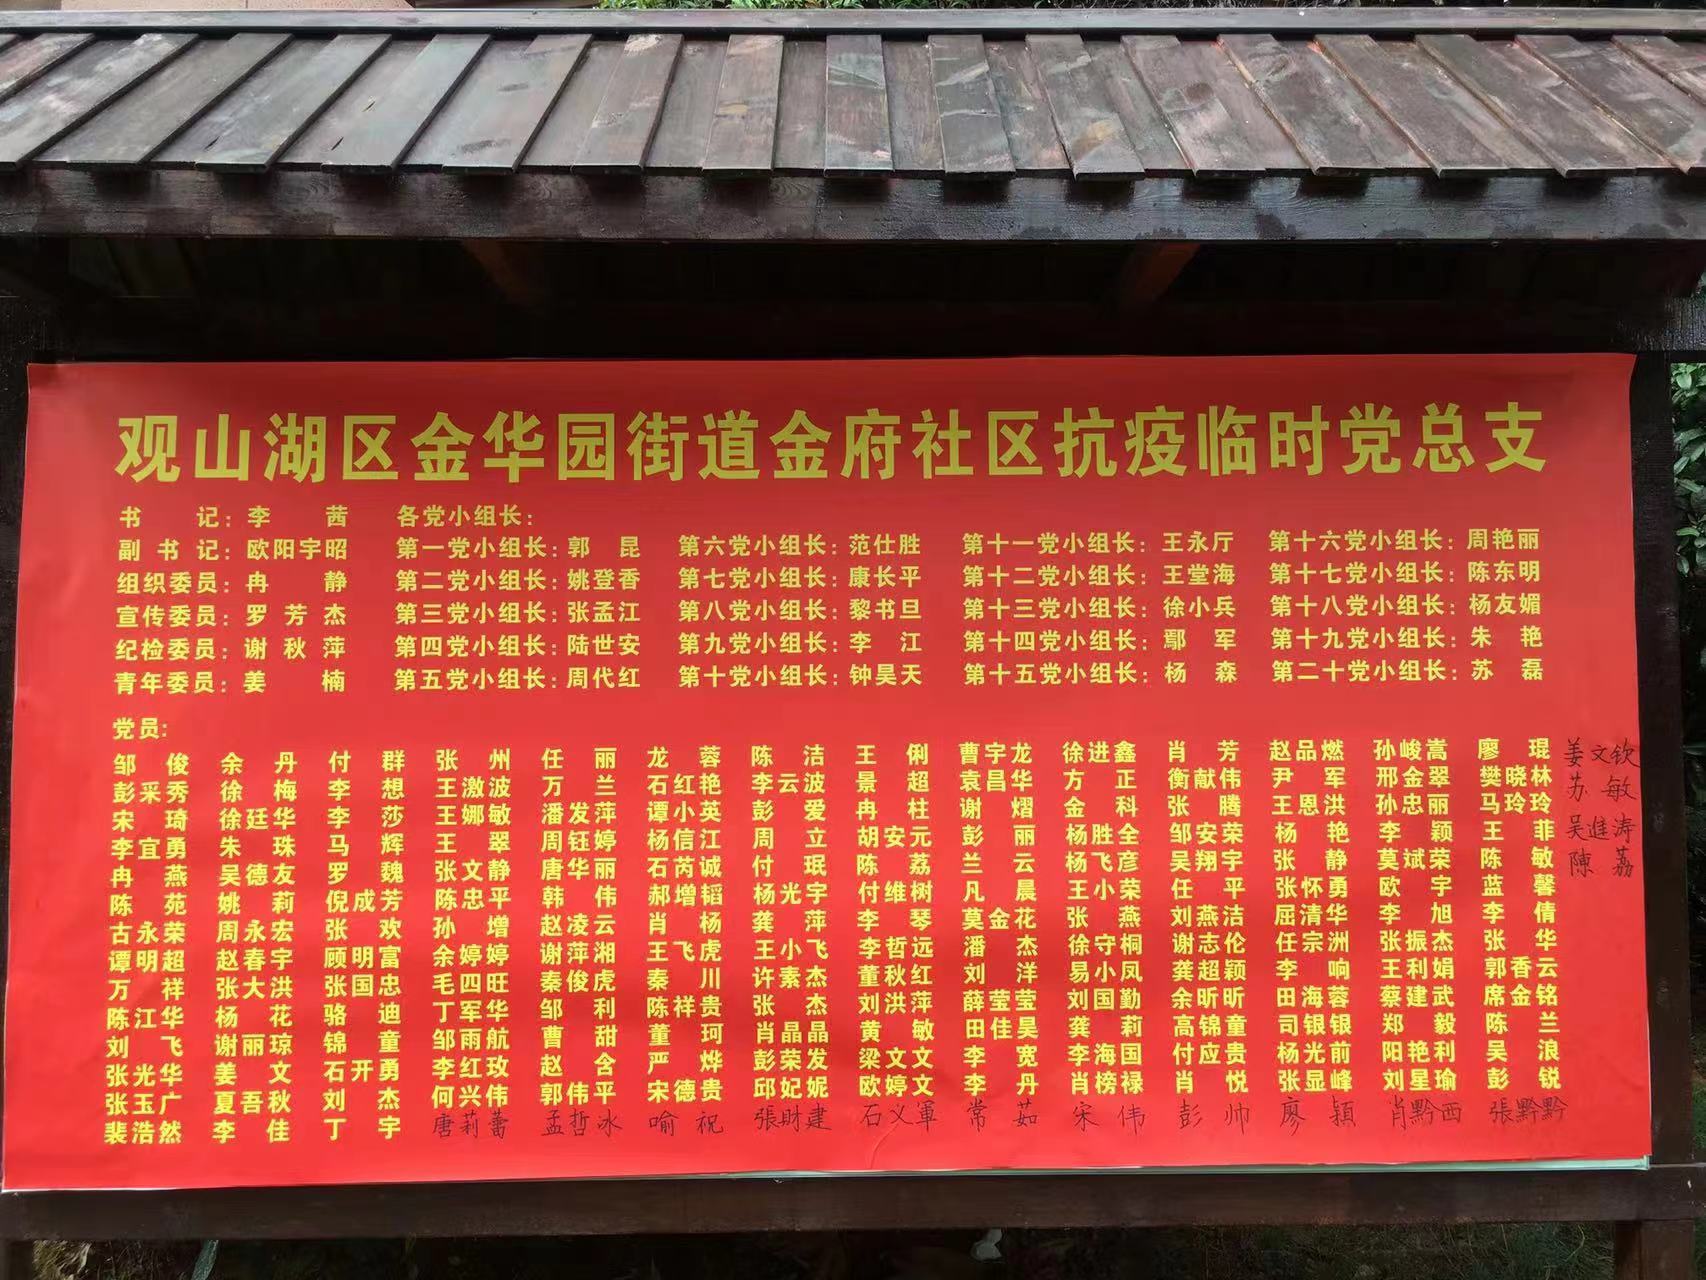 观山湖区金华园街道金府社区抗疫临时党总支
书记：李茜 各党小组长：
副书记：欧阳宇昭 第一党小组长：郭昆 第六党小组长：范仕胜 第十一党小组长：王永厅 第十六党小组长：周艳丽
组织委员：冉静 第二党小组长：姚登香 第七党小组长：康长平 第十二党小组长：王堂海 第十七党小组长：陈东明
宣传委员：罗芳杰 第三党小组长：张孟江 第八党小组长：黎书旦 第十三党小组长：徐小兵 第十八党小组长：杨友媚
纪检委员：谢秋萍 第四党小组长：陆世安 第九党小组长：李江 第十四党小组长：鄢军 第十九党小组长：朱艳
青年委员：姜楠 第五党小组长：周代红 第十党小组长：钟昊天 第十五党小组长：杨森 第二十党小组长：苏磊
党员：
邹俊 余丹 付群 张州 任丽 龙蓉 陈洁 王俐 曹宇龙 徐进鑫 肖芳 赵品燃 孙峻嵩 廖琨 姜文钦
彭采秀 徐梅 李想 王激波 万兰 石红艳 李云波 景超 袁昌华 方正 衡献伟 尹军 邢金翠 樊晓林 苏敏
宋琦 徐廷华 李莎 王娜敏 潘发萍 谭小英 彭爱 冉柱 谢熠 金科 张腾 王恩洪 孙忠丽 马玲玲 吴進涛
李宜勇 朱珠 马辉 王翠 周钰婷 杨信江 周立 胡安元 彭丽 杨胜全 邹安荣 杨艳 李颖 王菲 陳荔
冉燕 吴德友 罗魏 张文静 唐华丽 石芮诚 付珉 陈荔 兰云 杨飞彦 吴翔宇 张静 莫斌荣 陈敏
陈苑 姚莉 倪成芳 陈忠平 韩伟 郝增韬 杨光宇 付维树 凡晨 王小荣 任平 张怀勇 欧宇 蓝馨
古永荣 周永宏 张欢 孙增 赵凌云 肖杨 龚萍 李琴 莫金花 张燕 刘燕洁 屈清华 李旭 李倩
谭明超 赵春宇 顾明富 余婷婷 谢萍湘 王飞虎 王小飞 李哲远 潘杰 徐守桐 谢志伦 任宗洲 张振杰 张华
万祥 张大洪 张国忠 毛四旺 秦俊虎 秦川 许素杰 董秋红 刘洋 易小凤 龚超颖 李响 王利娟 郭香云
陈江华 杨花 骆迪 丁军华 邹利 陈祥贵 张杰 刘洪萍 薛莹莹 刘国勤 余昕昕 田海蓉 蔡建武 席金铭
刘飞 谢丽琼 锦童 邹雨航 曹甜 董珂 肖晶晶 黄敏 田佳昊 龚莉 高锦童 司银银 郑毅 陈兰
张光华 姜文 石开勇 李红玫 赵含 严烨 彭荣发 梁文文 李宽 李海国 付应贵 杨光前 阳艳利 吴浪
张玉广 夏吾秋 刘杰 何兴伟 郭伟平 宋德贵 邱妃妮 欧婷文 李丹 肖榜禄 肖悦 张显峰 刘星瑜 彭锐
裴浩然 李佳 丁宇 唐莉蕾 孟哲冰 喻祝 張財建 石义軍 常茹 宋伟 彭帅 廖颖 肖黔西 張黔黔